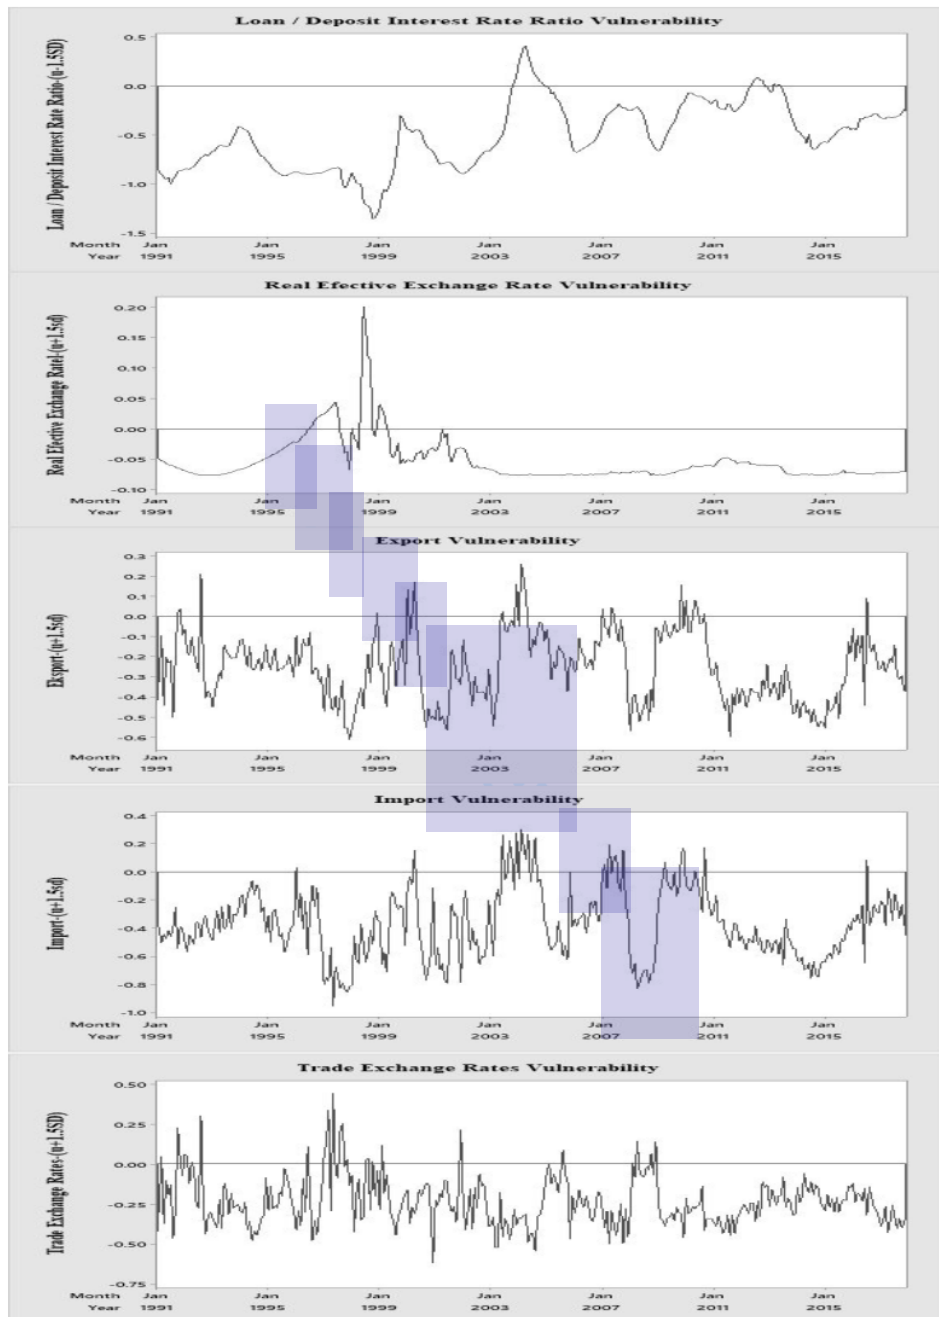 Loan / Deposit Interest Rate Ratio Vulnerability
Loan / Deposit Interest Rate Ratio-(u-1.5SD)
0.5
0.0
-0.5
-1.0
-1.5
Month Jan Jan Jan Jan Jan Jan Jan
Year 1991 1995 1999 2003 2007 2011 2015
Real Efective Exchange Rate Vulnerability
Real Efective Exchange Ratel-(u+1.5sd)
0.20
0.15
0.10
0.05
0.00
-0.05
-0.10
Month Jan Jan Jan Jan Jan Jan Jan
Year 1991 1995 1999 2003 2007 2011 2015
Export Vulnerability
Eksport-(u+1.5sd)
0.3
0.2
0.1
0.0
-0.1
-0.2
-0.3
-0.4
-0.5
-0.6
Month Jan Jan Jan Jan Jan Jan Jan
Year 1991 1995 1999 2003 2007 2011 2015
Import Vulnerability
Import-(u+1.5sd)
0.4
0.2
0.0
-0.2
-0.4
-0.6
-0.8
-1.0
Month Jan Jan Jan Jan Jan Jan Jan
Year 1991 1995 1999 2003 2007 2011 2015
Trade Exchange Rates Vulnerability
Trade Exchange Rates-(u+1.5SD)
0.50
0.25
0.00
-0.25
-0.50
-0.75
Month Jan Jan Jan Jan Jan Jan Jan
Year 1991 1995 1999 2003 2007 2011 2015